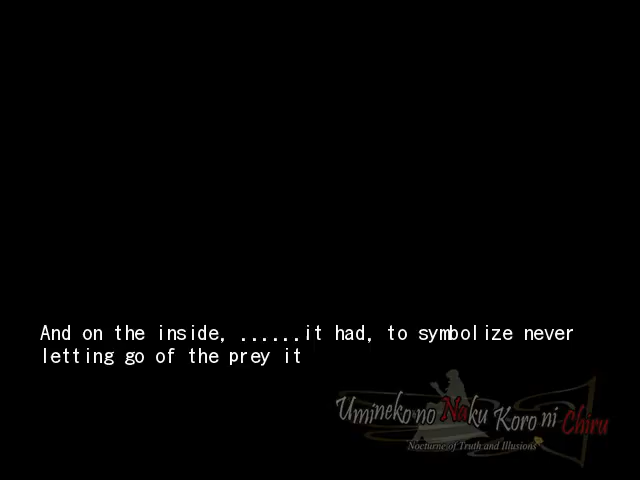 And on the inside, ......it had, to symbolize never
letting go of the prey it
Umineko no Naku Koro ni Chiru
Nocturne of Truth and Illusions